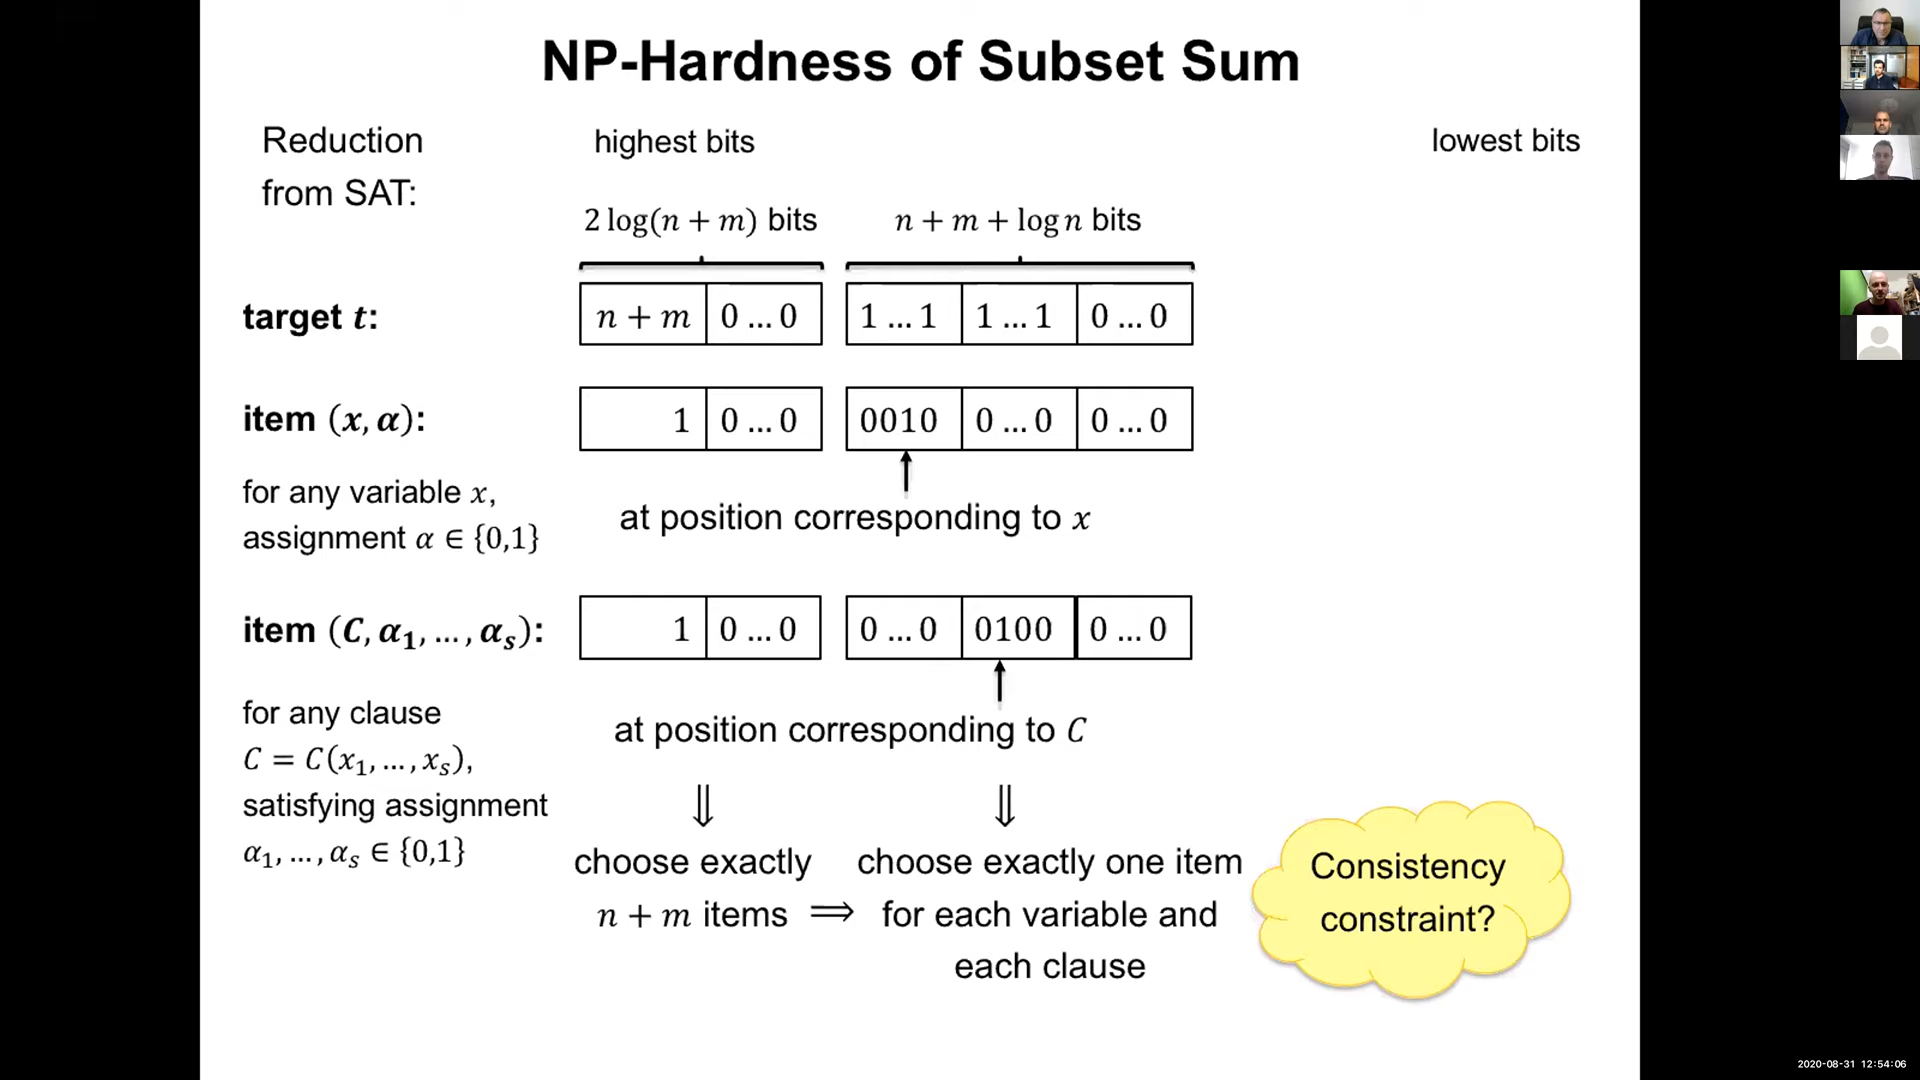 NP-Hardness of Subset Sum
Reduction
from SAT:
highest bits
lowest bits
2 log(n + m) bits
n + m + log n bits
target t:
n + m 0 ... 0 1 ... 1 1 ... 1 0 ... 0
item (x, α):
1 0 ... 0 0010 0 ... 0 0 ... 0
for any variable x,
assignment α ∈ {0,1}
at position corresponding to x
item (C, α₁, ..., αₛ):
1 0 ... 0 0 ... 0 0100 0 ... 0
for any clause
C = C(x₁, ..., xₛ),
satisfying assignment
α₁, ..., αₛ ∈ {0,1}
at position corresponding to C
⇓ ⇓
choose exactly
n + m items ⟹
choose exactly one item
for each variable and
each clause
Consistency
constraint?
2020-08-31 12:54:06